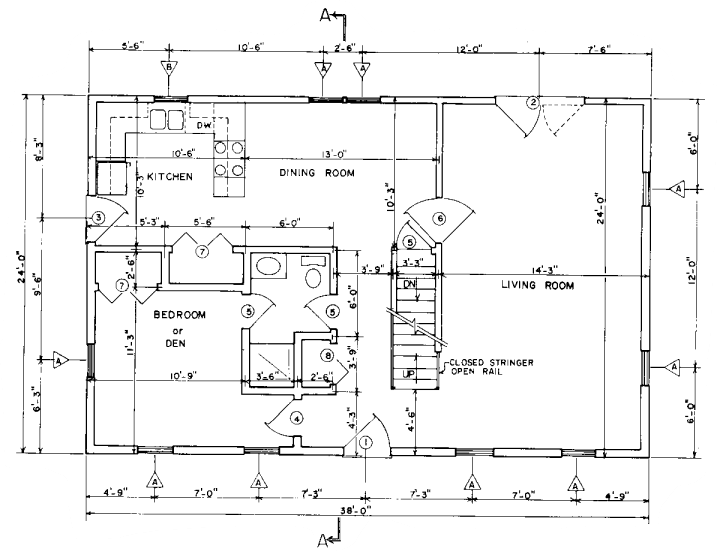 A
5'-6"
10'-6"
2'-6"
12'-0"
7'-6"
B
A
A
2
DW
10'-6"
13'-0"
KITCHEN
DINING ROOM
8'-3"
10'-3"
10'-3"
24'-0"
6'-0"
A
3
5'-3"
5'-6"
6'-0"
6
5
7
24'-0"
9'-6"
2'-6"
7
3'-9"
3'-3"
14'-3"
12'-0"
DN
LIVING ROOM
BEDROOM
or
DEN
5
5
6'-0"
11'-3"
A
8
3'-9"
CLOSED STRINGER
OPEN RAIL
UP
A
10'-9"
3'-6"
2'-6"
6'-3"
4
4'-3"
1
4'-6"
6'-0"
A
A
A
A
4'-9"
7'-0"
7'-3"
7'-3"
7'-0"
4'-9"
38'-0"
A